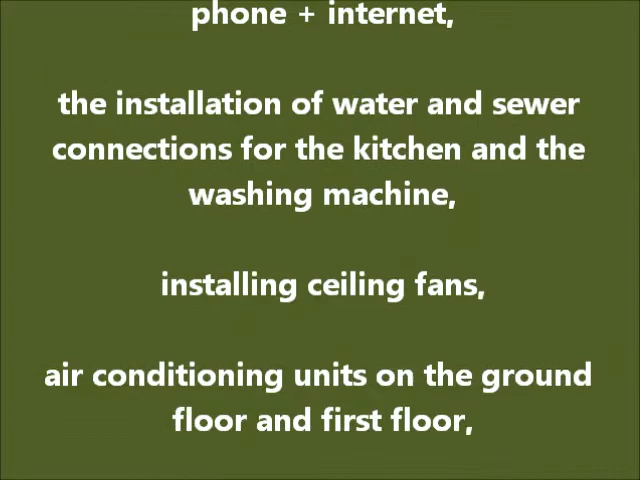 phone + internet,
the installation of water and sewer
connections for the kitchen and the
washing machine,
installing ceiling fans,
air conditioning units on the ground
floor and first floor,